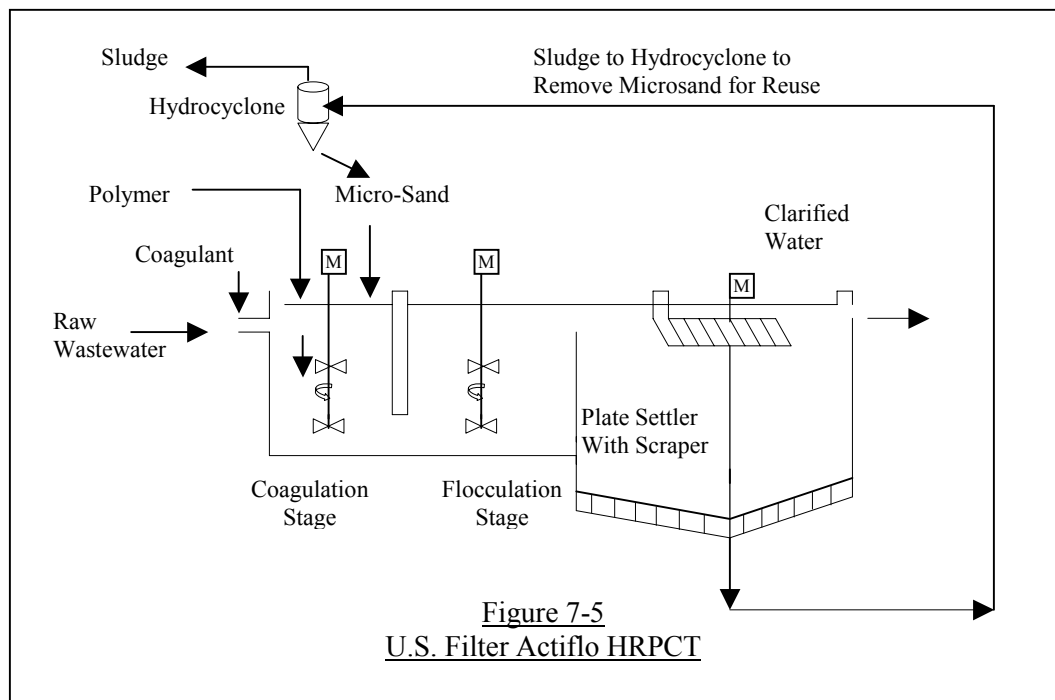 Sludge
Hydrocyclone
Sludge to Hydrocyclone to
Remove Microsand for Reuse
Polymer
Micro-Sand
Clarified
Water
Coagulant
M
M
M
Raw
Wastewater
Plate Settler
With Scraper
Coagulation
Stage
Flocculation
Stage
Figure 7-5
U.S. Filter Actiflo HRPCT